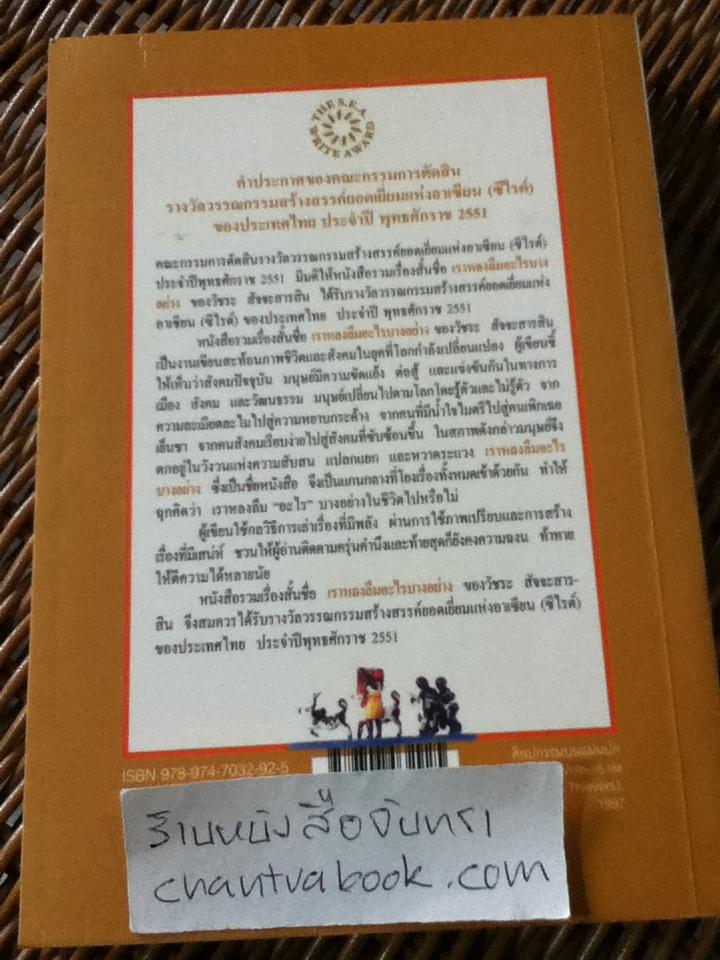 THE S.E.A.
WRITE AWARD
คำประกาศของคณะกรรมการตัดสิน
รางวัลวรรณกรรมสร้างสรรค์ยอดเยี่ยมแห่งอาเซียน (ซีไรต์)
ของประเทศไทย ประจำปี พุทธศักราช 2551
คณะกรรมการตัดสินรางวัลวรรณกรรมสร้างสรรค์ยอดเยี่ยมแห่งอาเซียน (ซีไรต์)
ประจำปีพุทธศักราช 2551 มีมติให้หนังสือรวมเรื่องสั้นชื่อ เราหลงลืมอะไรบาง
อย่าง ของวัชระ สัจจะสารสิน ได้รับรางวัลวรรณกรรมสร้างสรรค์ยอดเยี่ยมแห่ง
อาเซียน (ซีไรต์) ของประเทศไทย ประจำปี พุทธศักราช 2551
หนังสือรวมเรื่องสั้นชื่อ เราหลงลืมอะไรบางอย่าง ของวัชระ สัจจะสารสิน
เป็นงานเขียนสะท้อนภาพชีวิตและสังคมในยุคที่โลกกำลังเปลี่ยนแปลง ผู้เขียนชี้
ให้เห็นว่าสังคมปัจจุบัน มนุษย์มีความขัดแย้ง ต่อสู้ และแข่งขันกันในทางการ
เมือง สังคม และวัฒนธรรม มนุษย์เปลี่ยนไปตามโลกโดยรู้ตัวและไม่รู้ตัว จาก
ความละเมียดละไมไปสู่ความหยาบกระด้าง จากคนที่มีน้ำใจไมตรีไปสู่คนเพิกเฉย
เย็นชา จากคนสังคมเรียบง่ายไปสู่สังคมที่ซับซ้อนขึ้น ในสภาพดังกล่าวมนุษย์จึง
ตกอยู่ในวังวนแห่งความสับสน แปลกแยก และหวาดระแวง เราหลงลืมอะไร
บางอย่าง ซึ่งเป็นชื่อหนังสือ จึงเป็นแกนกลางที่โยงเรื่องทั้งหมดเข้าด้วยกัน ทำให้
ฉุกคิดว่า เราหลงลืม “อะไร” บางอย่างในชีวิตไปหรือไม่
ผู้เขียนใช้กลวิธีการเล่าเรื่องที่มีพลัง ผ่านการใช้ภาพเปรียบและการสร้าง
เรื่องที่มีเสน่ห์ ชวนให้ผู้อ่านติดตามครุ่นคำนึงและท้ายสุดก็ยังคงความฉงน ท้าทาย
ให้ตีความได้หลายนัย
หนังสือรวมเรื่องสั้นชื่อ เราหลงลืมอะไรบางอย่าง ของวัชระ สัจจะสาร-
สิน จึงสมควรได้รับรางวัลวรรณกรรมสร้างสรรค์ยอดเยี่ยมแห่งอาเซียน (ซีไรต์)
ของประเทศไทย ประจำปีพุทธศักราช 2551
ISBN 978-974-7032-92-5
ศิลปกรรมบนแผ่นปก
Thieves),
1997
ร้านหนังสือจันทรา
chantrabook.com